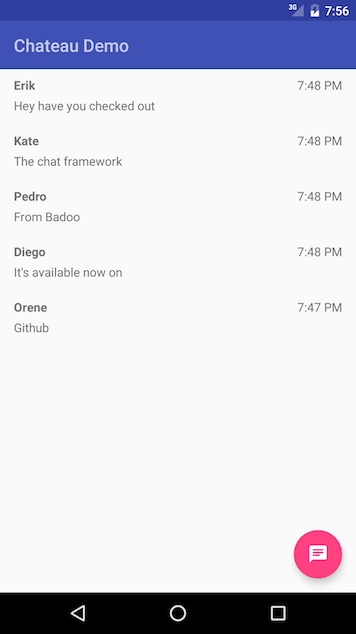 3G 7:56
Chateau Demo
Erik 7:48 PM
Hey have you checked out
Kate 7:48 PM
The chat framework
Pedro 7:48 PM
From Badoo
Diego 7:48 PM
It's available now on
Orene 7:47 PM
Github